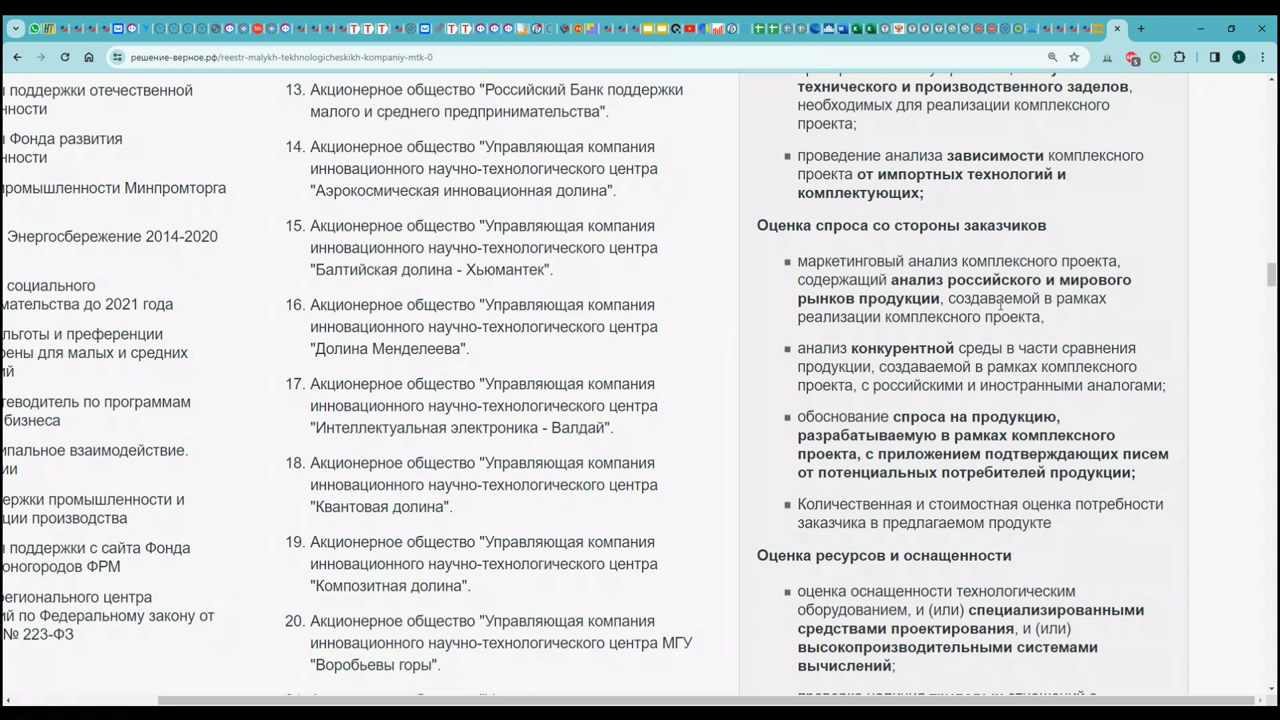 решение-верное.рф/reestr-malykh-tekhnologicheskikh-kompaniy-mtk-0
поддержки отечественной
Фонда развития
промышленности Минпромторга
Энергосбережение 2014-2020
социального
до 2021 года
и преференции
для малых и средних
по программам
бизнеса
взаимодействие.
промышленности и
производства
поддержки с сайта Фонда
ФРМ
регионального центра
по Федеральному закону от
№ 223-ФЗ
13. Акционерное общество "Российский Банк поддержки
малого и среднего предпринимательства".
14. Акционерное общество "Управляющая компания
инновационного научно-технологического центра
"Аэрокосмическая инновационная долина".
15. Акционерное общество "Управляющая компания
инновационного научно-технологического центра
"Балтийская долина - Хьюмантек".
16. Акционерное общество "Управляющая компания
инновационного научно-технологического центра
"Долина Менделеева".
17. Акционерное общество "Управляющая компания
инновационного научно-технологического центра
"Интеллектуальная электроника - Валдай".
18. Акционерное общество "Управляющая компания
инновационного научно-технологического центра
"Квантовая долина".
19. Акционерное общество "Управляющая компания
инновационного научно-технологического центра
"Композитная долина".
20. Акционерное общество "Управляющая компания
инновационного научно-технологического центра МГУ
"Воробьевы горы".
технического и производственного заделов,
необходимых для реализации комплексного
проекта;
проведение анализа зависимости комплексного
проекта от импортных технологий и
комплектующих;
Оценка спроса со стороны заказчиков
маркетинговый анализ комплексного проекта,
содержащий анализ российского и мирового
рынков продукции, создаваемой в рамках
реализации комплексного проекта,
анализ конкурентной среды в части сравнения
продукции, создаваемой в рамках комплексного
проекта, с российскими и иностранными аналогами;
обоснование спроса на продукцию,
разрабатываемую в рамках комплексного
проекта, с приложением подтверждающих писем
от потенциальных потребителей продукции;
Количественная и стоимостная оценка потребности
заказчика в предлагаемом продукте
Оценка ресурсов и оснащенности
оценка оснащенности технологическим
оборудованием, и (или) специализированными
средствами проектирования, и (или)
высокопроизводительными системами
вычислений;